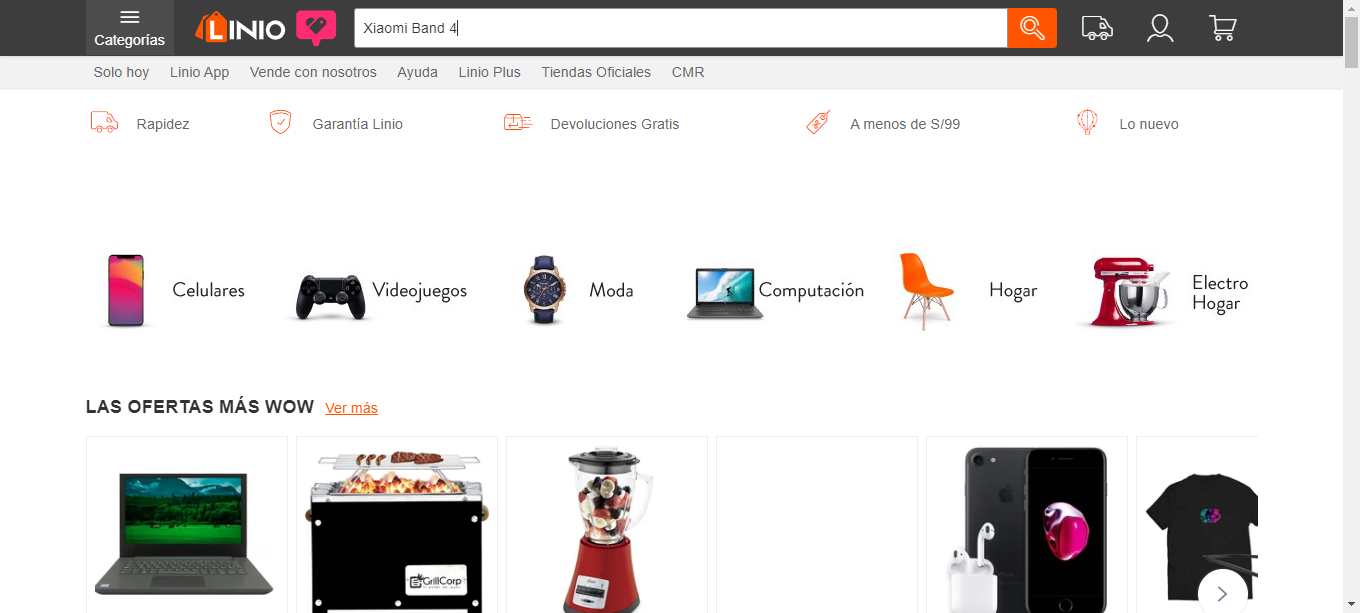 Categorías
LINIO
Xiaomi Band 4
Solo hoy Linio App Vende con nosotros Ayuda Linio Plus Tiendas Oficiales CMR
Rapidez Garantía Linio Devoluciones Gratis A menos de S/99 Lo nuevo
Celulares Videojuegos Moda Computación Hogar Electro Hogar
LAS OFERTAS MÁS WOW Ver más
GrillCorp